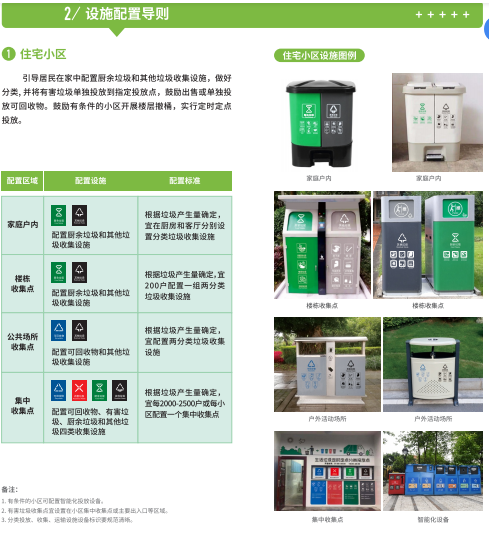 2/ 设施配置导则
+ + + + +
1 住宅小区
引导居民在家中配置厨余垃圾和其他垃圾收集设施，做好
分类, 并将有害垃圾单独投放到指定投放点，鼓励出售或单独投
放可回收物。鼓励有条件的小区开展楼层撤桶，实行定时定点
投放。
配置区域 配置设施 配置标准
家庭户内
配置厨余垃圾和其他垃
圾收集设施
根据垃圾产生量确定，
宜在厨房和客厅分别设
置分类垃圾收集设施
楼栋
收集点
配置厨余垃圾和其他垃
圾收集设施
根据垃圾产生量确定, 宜
200户配置一组两分类
垃圾收集设施
公共场所
收集点
配置可回收物和其他垃
圾收集设施
根据垃圾产生量确定，
宜配置两分类垃圾收集
设施
集中
收集点
配置可回收物、有害垃
圾、厨余垃圾和其他垃
圾四类收集设施
根据垃圾产生量确定，
宜每2000-2500户或每小
区配置一个集中收集点
备注:
1. 有条件的小区可配置智能化投放设备。
2. 有害垃圾收集点宜设置在小区集中收集点或主要出入口等区域。
3. 分类投放、收集、运输设施设备标识要规范清晰。
住宅小区设施图例
家庭户内
家庭户内
楼栋收集点
楼栋收集点
户外活动场所
户外活动场所
集中收集点
智能化设备